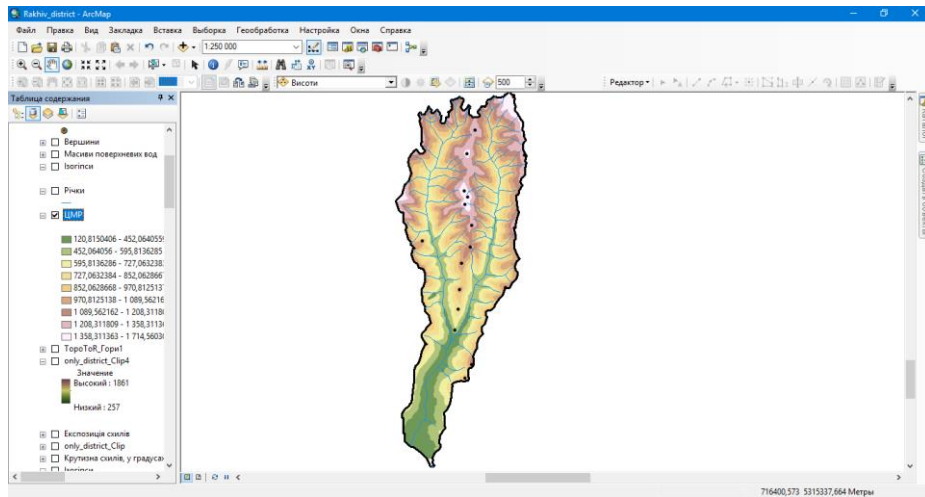 Rakhiv_district - ArcMap
Файл Правка Вид Закладка Вставка Выборка Геообработка Настройка Окна Справка
1:250 000
Висоти
500
Редактор
Таблица содержания
Вершини
Масиви поверхневих вод
Ізогіпси
Річки
ЦМР
120,8150406 - 452,0640559
452,064056 - 595,8136285
595,8136286 - 727,063238
727,0632384 - 852,062866
852,0628668 - 970,812513
970,8125138 - 1 089,56216
1 089,562162 - 1 208,3118
1 208,311809 - 1 358,3113
1 358,311363 - 1 714,5603
TopoToR_Гори1
only_district_Clip4
Значение
Высокий : 1861
Низкий : 257
Експозиція схилів
only_district_Clip
Крутизна схилів, у градуса
Ізогіпси
716400,573 5315337,664 Метры